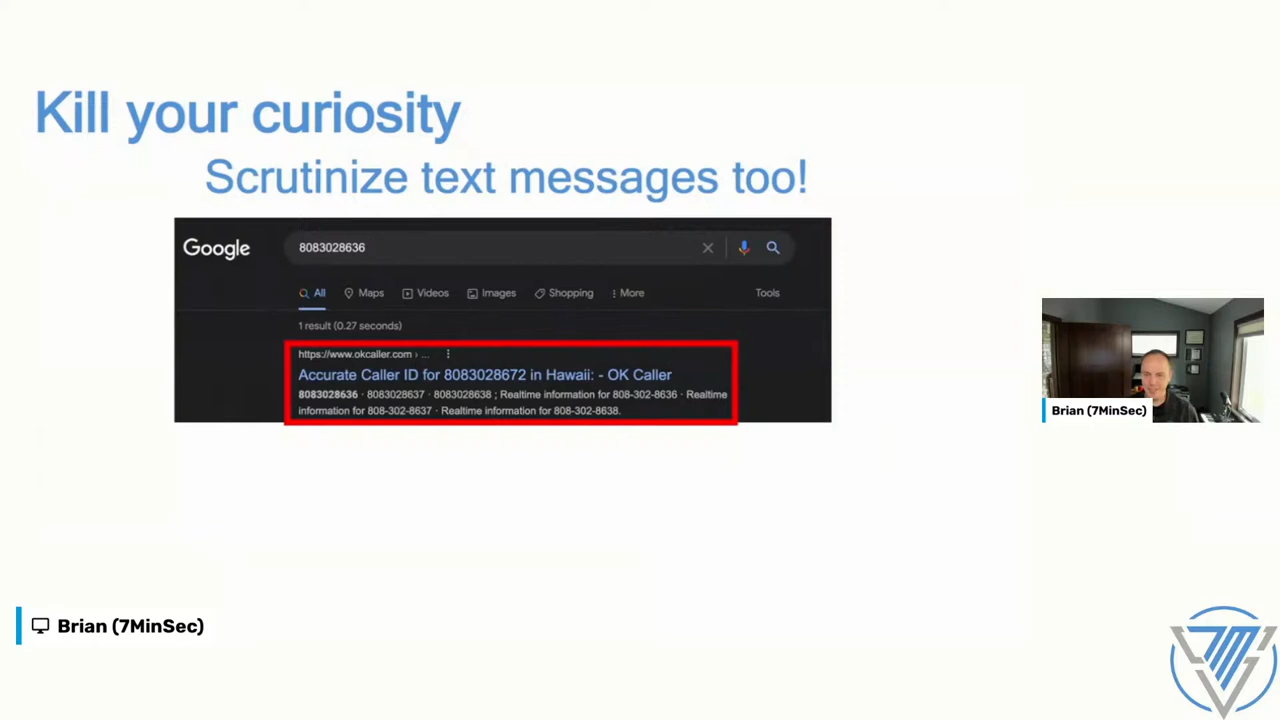 Kill your curiosity
Scrutinize text messages too!
Google
8083028636
All
Maps
Videos
Images
Shopping
More
Tools
1 result (0.27 seconds)
https://www.okcaller.com › ...
Accurate Caller ID for 8083028672 in Hawaii: - OK Caller
8083028636 · 8083028637 · 8083028638 ; Realtime information for 808-302-8636 · Realtime
information for 808-302-8637 · Realtime information for 808-302-8638.
Brian (7MinSec)
Brian (7MinSec)
7M